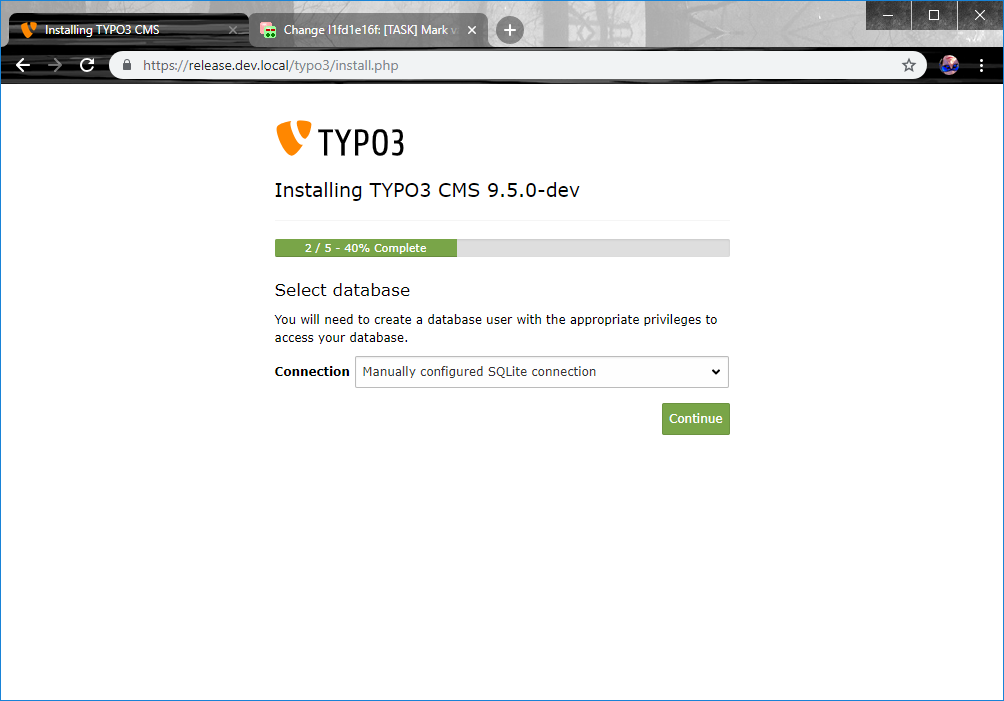 Installing TYPO3 CMS
Change I1fd1e16f: [TASK] Mark v
https://release.dev.local/typo3/install.php
TYPO3
Installing TYPO3 CMS 9.5.0-dev
2 / 5 - 40% Complete
Select database
You will need to create a database user with the appropriate privileges to
access your database.
Connection Manually configured SQLite connection
Continue